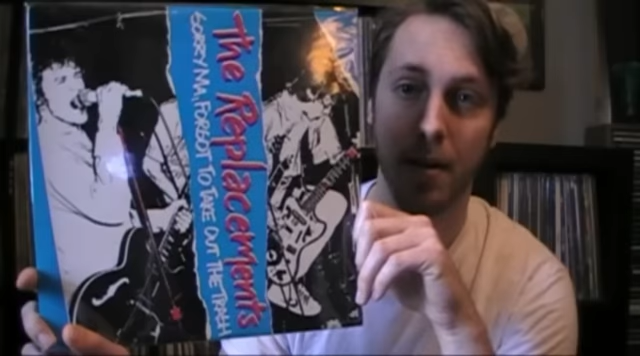 the Replacements
SORRY MA, FORGOT TO TAKE OUT THE TRASH